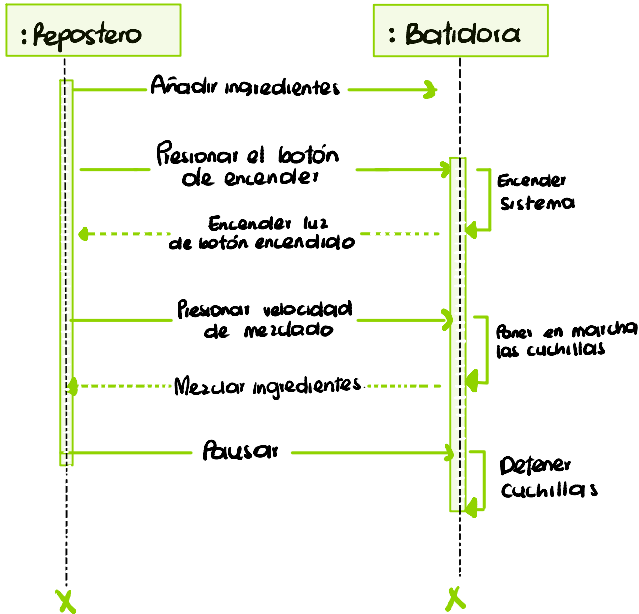 :Repostero
: Batidora
Añadir ingredientes
Presionar el botón
de encender
Encender
Sistema
Encender luz
de botón encendido
Presionar velocidad
de mezclado
Poner en marcha
las cuchillas
Mezclar ingredientes.
Pausar
Detener
cuchillas
X
X